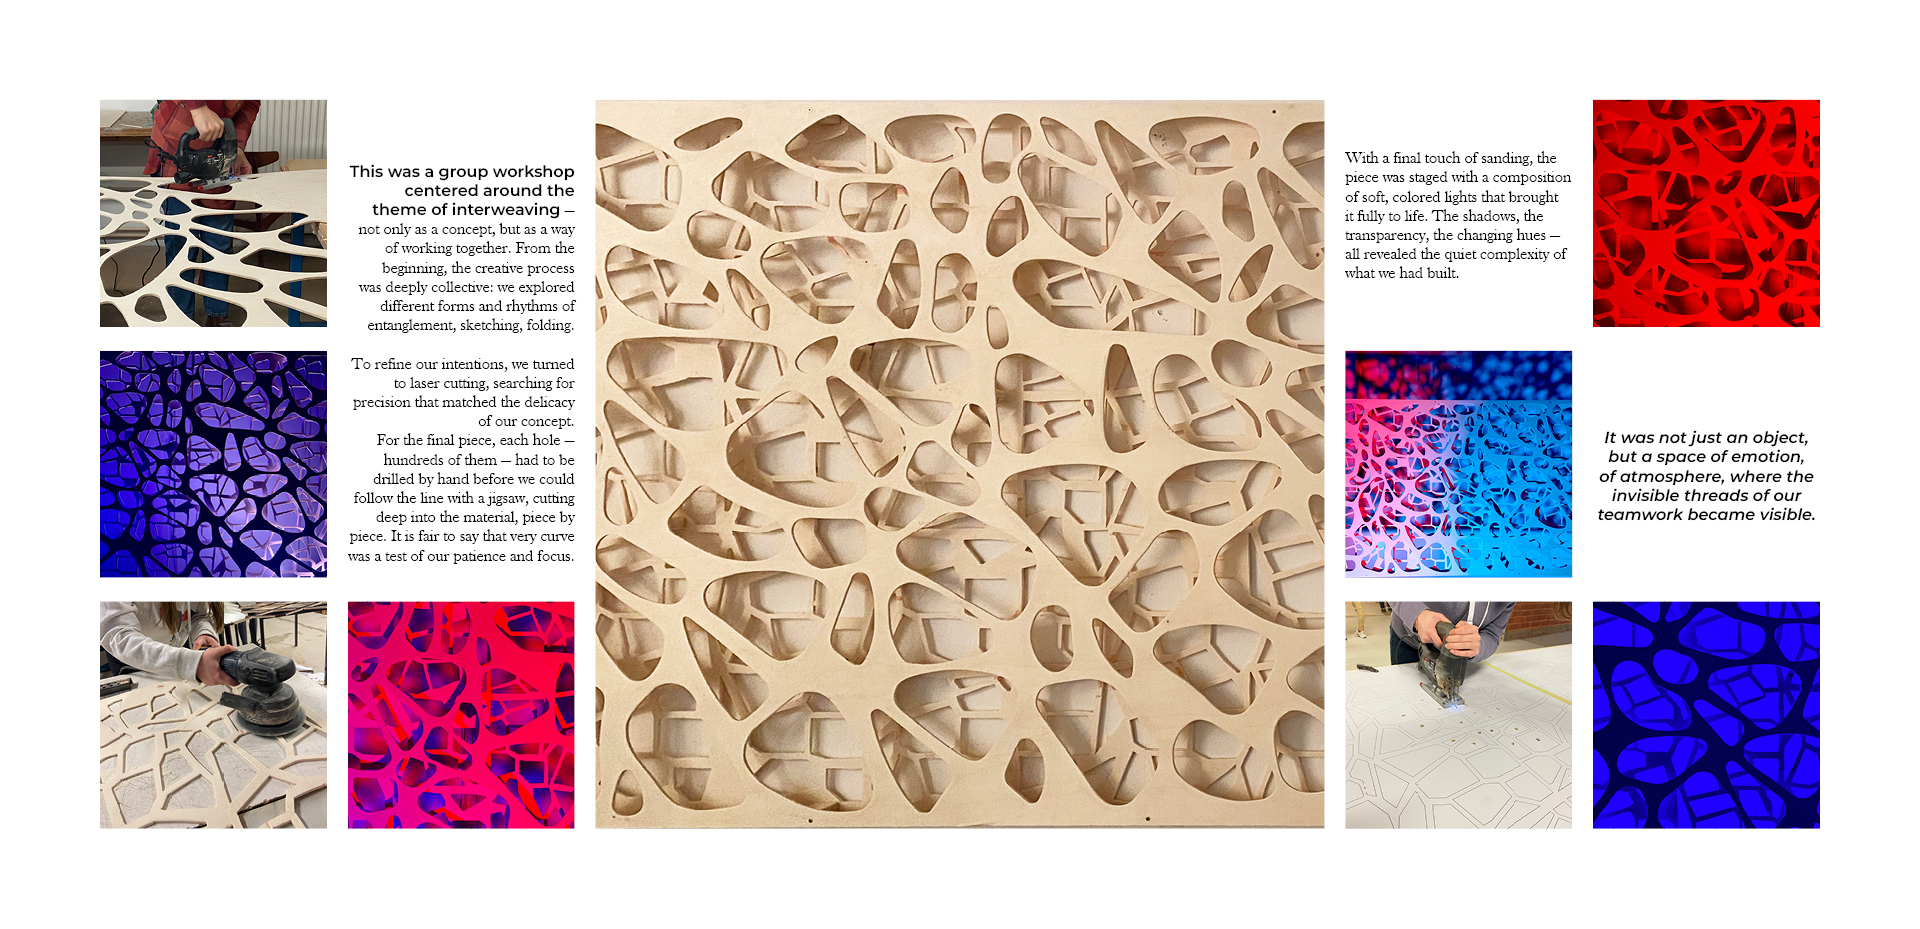 This was a group workshop
centered around the
theme of interweaving –
not only as a concept, but as a way
of working together. From the
beginning, the creative process
was deeply collective: we explored
different forms and rhythms of
entanglement, sketching, folding.
To refine our intentions, we turned
to laser cutting, searching for
precision that matched the delicacy
of our concept.
For the final piece, each hole –
hundreds of them – had to be
drilled by hand before we could
follow the line with a jigsaw, cutting
deep into the material, piece by
piece. It is fair to say that very curve
was a test of our patience and focus.
With a final touch of sanding, the
piece was staged with a composition
of soft, colored lights that brought
it fully to life. The shadows, the
transparency, the changing hues –
all revealed the quiet complexity of
what we had built.
It was not just an object,
but a space of emotion,
of atmosphere, where the
invisible threads of our
teamwork became visible.